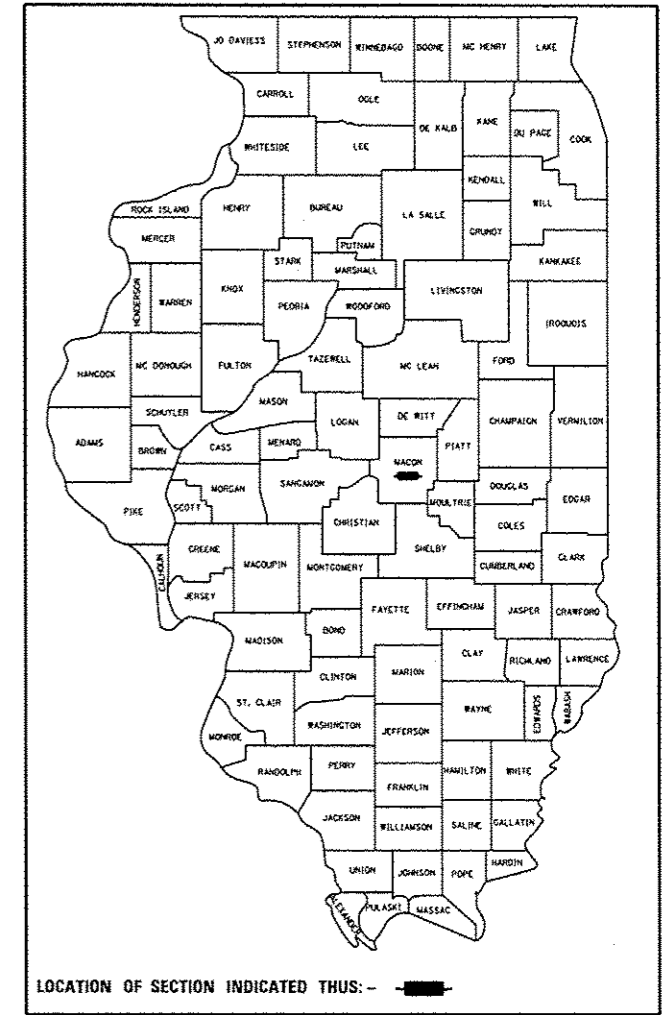 JO DAVIESS STEPHENSON WINNEBAGO BOONE MC HENRY LAKE
CARROLL OGLE DE KALB KANE DU PAGE COOK
WHITESIDE LEE KENDALL WILL
ROCK ISLAND HENRY BUREAU LA SALLE GRUNDY
MERCER STARK PUTNAM KANKAKEE
HENDERSON WARREN KNOX MARSHALL LIVINGSTON
PEORIA WOODFORD IROQUOIS
HANCOCK MC DONOUGH FULTON TAZEWELL MC LEAN FORD
SCHUYLER MASON LOGAN DE WITT CHAMPAIGN VERMILION
ADAMS BROWN CASS MENARD PIATT
MACON
PIKE SCOTT MORGAN SANGAMON MOULTRIE DOUGLAS EDGAR
CHRISTIAN COLES
CALHOUN GREENE MACOUPIN MONTGOMERY SHELBY CUMBERLAND CLARK
JERSEY FAYETTE EFFINGHAM JASPER CRAWFORD
MADISON BOND CLAY RICHLAND LAWRENCE
CLINTON MARION
ST. CLAIR WAYNE EDWARDS WABASH
MONROE WASHINGTON JEFFERSON
RANDOLPH PERRY HAMILTON WHITE
FRANKLIN
JACKSON WILLIAMSON SALINE GALLATIN
UNION JOHNSON POPE HARDIN
ALEXANDER PULASKI MASSAC
LOCATION OF SECTION INDICATED THUS:-